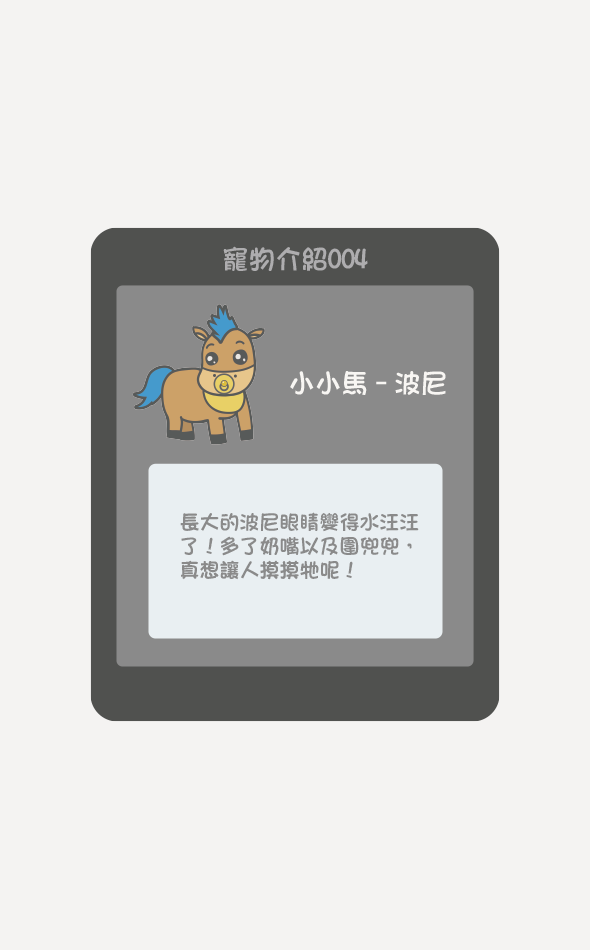 寵物介紹004
小小馬-波尼
長大的波尼眼睛變得水汪汪
了！多了奶嘴以及圍兜兜，
真想讓人摸摸牠呢！